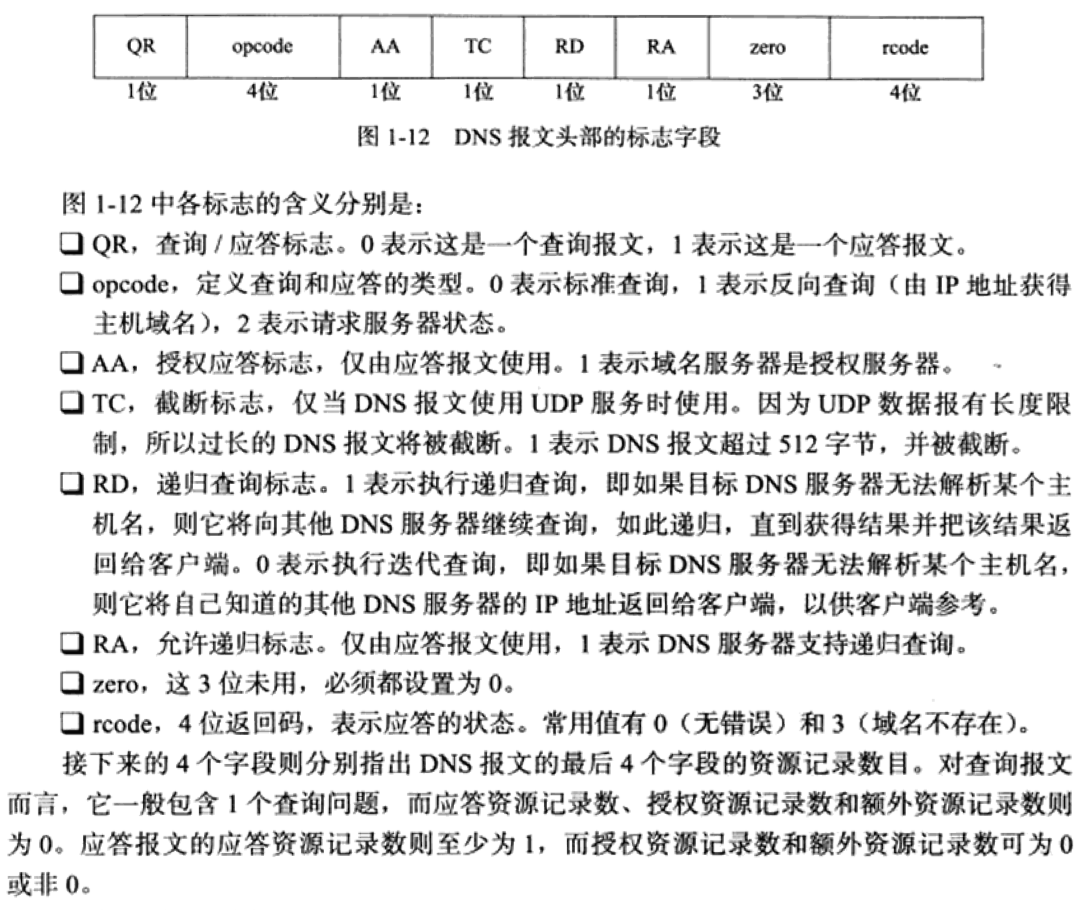 QR opcode AA TC RD RA zero rcode
1位 4位 1位 1位 1位 1位 3位 4位
图 1-12 DNS 报文头部的标志字段
图 1-12 中各标志的含义分别是：
❑ QR，查询 / 应答标志。0 表示这是一个查询报文，1 表示这是一个应答报文。
❑ opcode，定义查询和应答的类型。0 表示标准查询，1 表示反向查询（由 IP 地址获得
主机域名），2 表示请求服务器状态。
❑ AA，授权应答标志，仅由应答报文使用。1 表示域名服务器是授权服务器。
❑ TC，截断标志，仅当 DNS 报文使用 UDP 服务时使用。因为 UDP 数据报有长度限
制，所以过长的 DNS 报文将被截断。1 表示 DNS 报文超过 512 字节，并被截断。
❑ RD，递归查询标志。1 表示执行递归查询，即如果目标 DNS 服务器无法解析某个主
机名，则它将向其他 DNS 服务器继续查询，如此递归，直到获得结果并把该结果返
回给客户端。0 表示执行迭代查询，即如果目标 DNS 服务器无法解析某个主机名，
则它将自己知道的其他 DNS 服务器的 IP 地址返回给客户端，以供客户端参考。
❑ RA，允许递归标志。仅由应答报文使用，1 表示 DNS 服务器支持递归查询。
❑ zero，这 3 位未用，必须都设置为 0。
❑ rcode，4 位返回码，表示应答的状态。常用值有 0（无错误）和 3（域名不存在）。
接下来的 4 个字段则分别指出 DNS 报文的最后 4 个字段的资源记录数目。对查询报文
而言，它一般包含 1 个查询问题，而应答资源记录数、授权资源记录数和额外资源记录数则
为 0。应答报文的应答资源记录数则至少为 1，而授权资源记录数和额外资源记录数可为 0
或非 0。